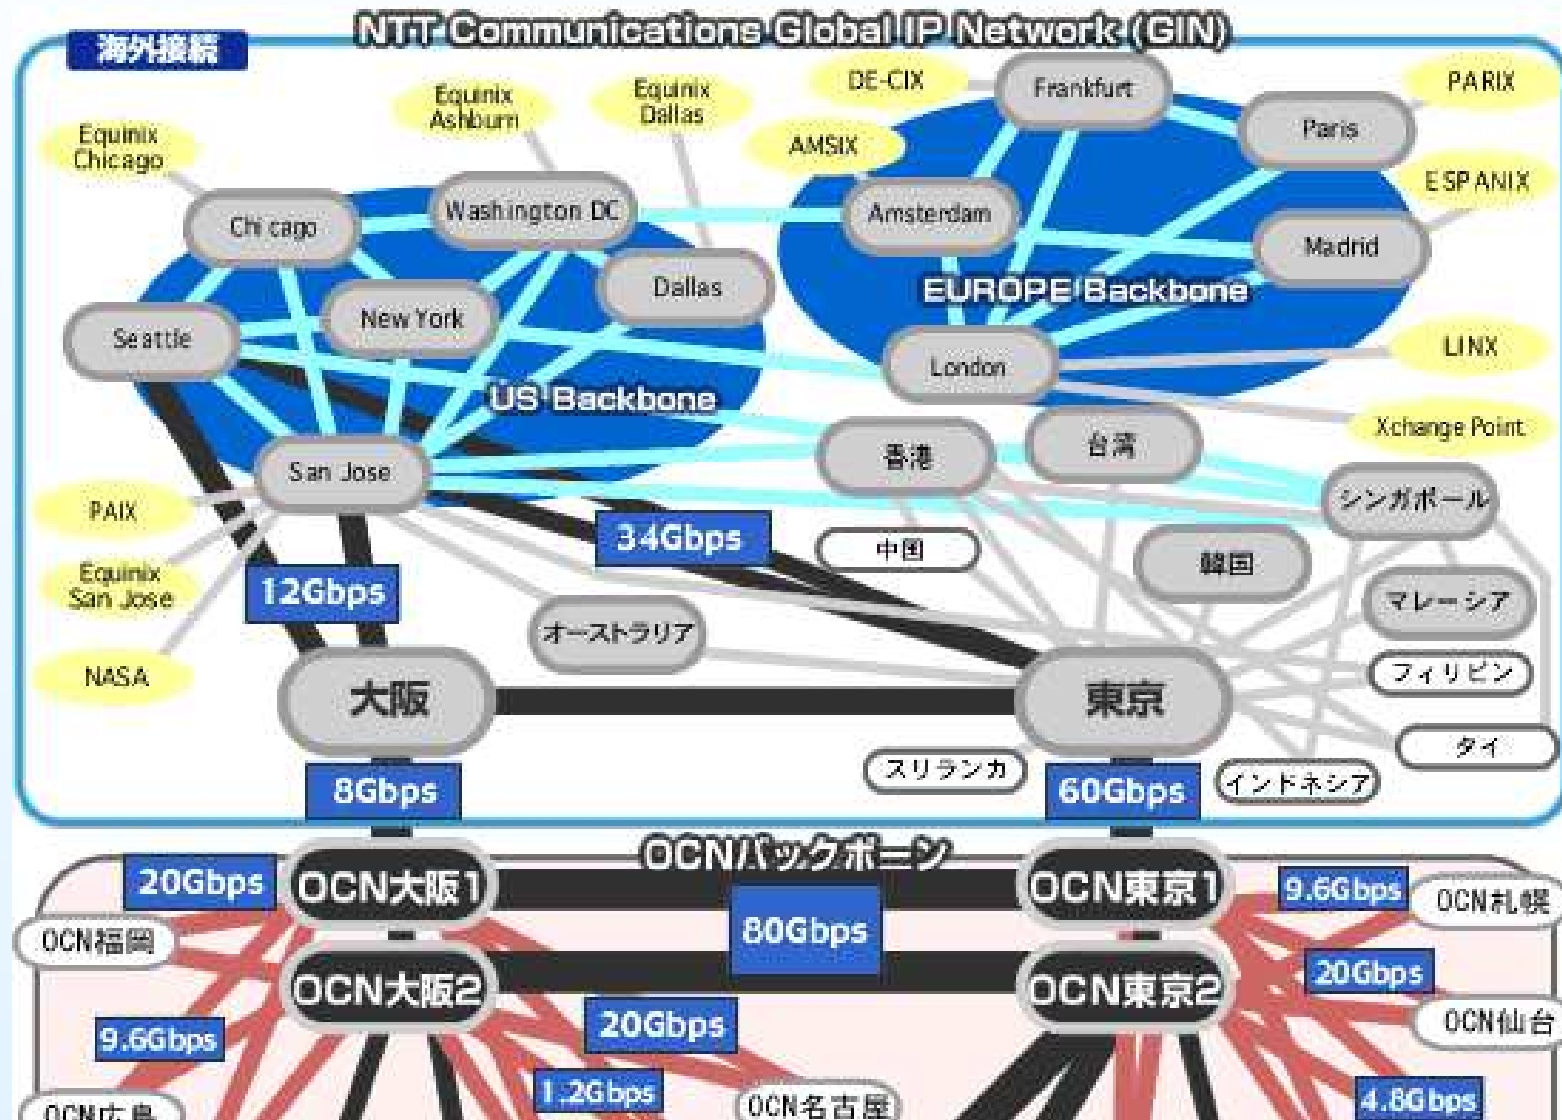 NTT Communications Global IP Network (GIN)
海外接続
DE-CIX
Frankfurt
PARIX
Equinix
Ashburn
Equinix
Dallas
Paris
Equinix
Chicago
AMSIX
ESPANIX
Chicago
Washington DC
Amsterdam
Madrid
Dallas
EUROPE Backbone
New York
Seattle
LINX
London
US Backbone
Xchange Point
香港
台湾
San Jose
シンガポール
PAIX
34Gbps
中国
韓国
Equinix
San Jose
12Gbps
マレーシア
オーストラリア
NASA
フィリピン
大阪
東京
タイ
スリランカ
インドネシア
8Gbps
60Gbps
OCNバックボーン
20Gbps
OCN大阪1
OCN東京1
9.6Gbps
OCN札幌
80Gbps
OCN福岡
20Gbps
OCN大阪2
OCN東京2
20Gbps
OCN仙台
9.6Gbps
1.2Gbps
4.8Gbps
OCN広島
OCN名古屋